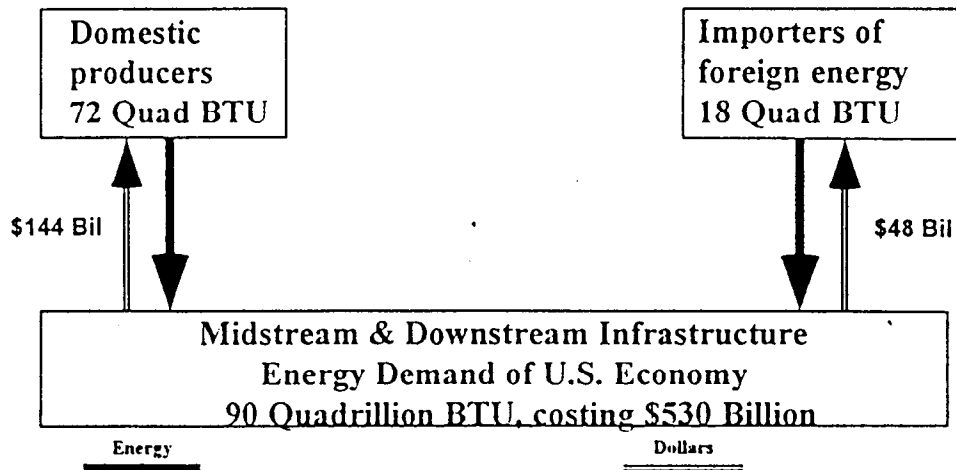 Domestic
producers
72 Quad BTU
Importers of
foreign energy
18 Quad BTU
$144 Bil
$48 Bil
Midstream & Downstream Infrastructure
Energy Demand of U.S. Economy
90 Quadrillion BTU, costing $530 Billion
Energy
Dollars